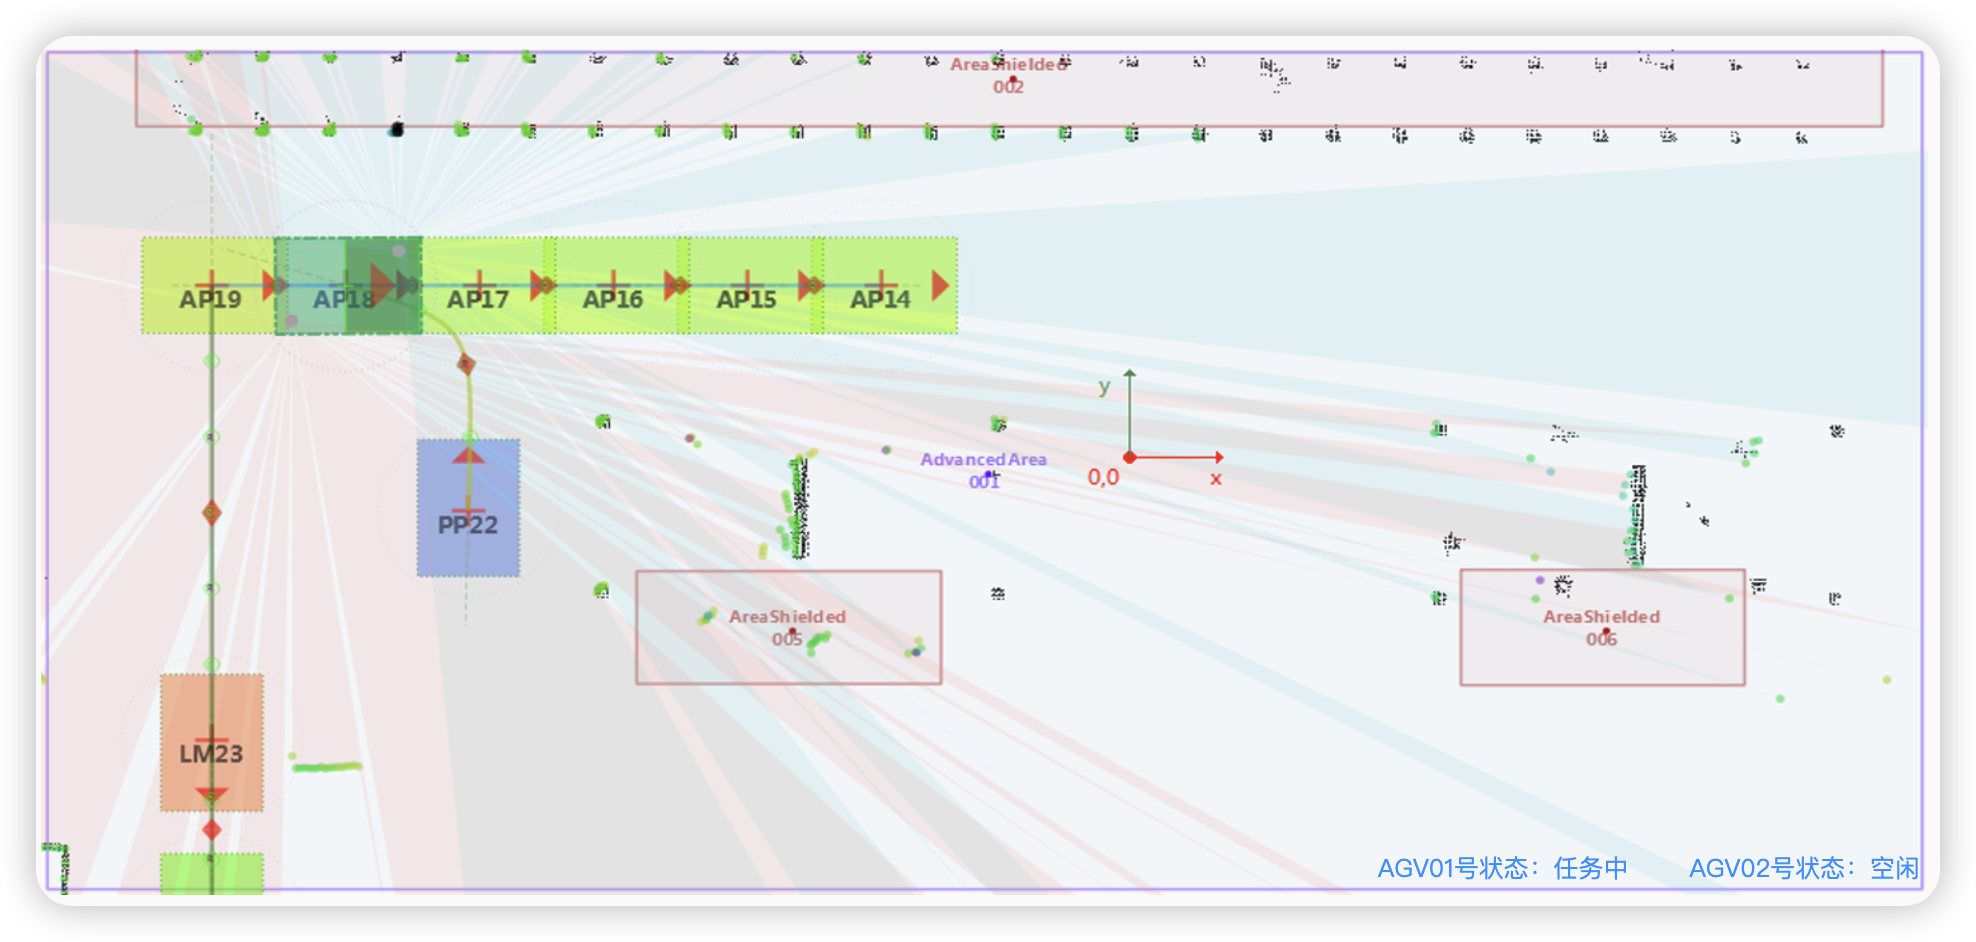 AreaShielded
002
AP19
AP18
AP17
AP16
AP15
AP14
y
AdvancedArea
001
0,0
x
PP22
AreaShielded
005
AreaShielded
006
LM23
AGV01号状态：任务中
AGV02号状态：空闲